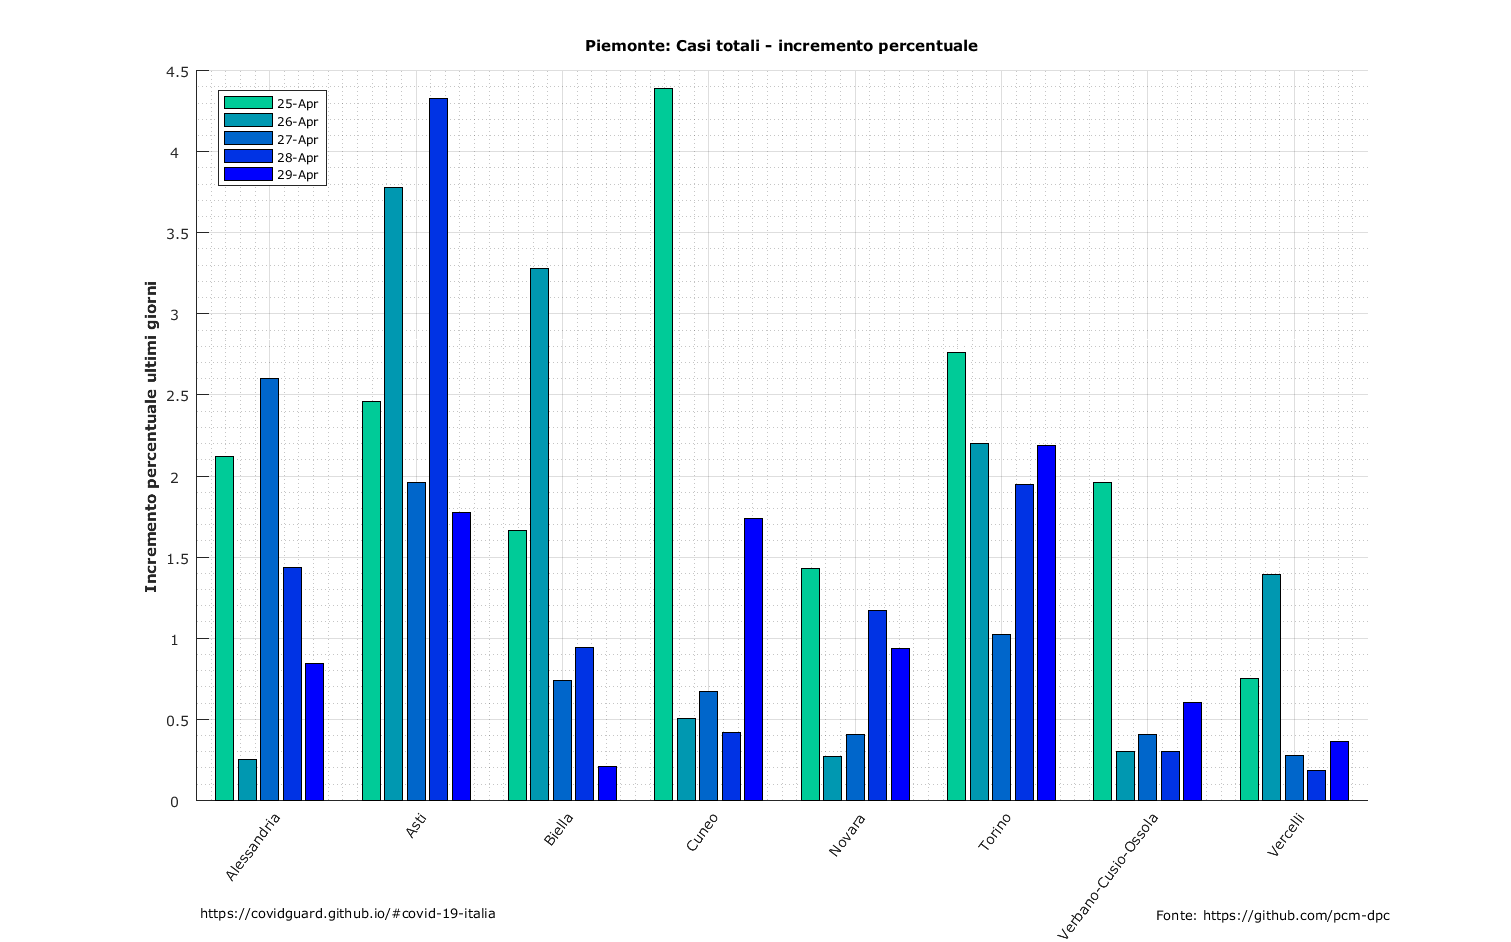 Piemonte: Casi totali - incremento percentuale
Incremento percentuale ultimi giorni
4.5
4
3.5
3
2.5
2
1.5
1
0.5
0
25-Apr
26-Apr
27-Apr
28-Apr
29-Apr
Alessandria
Asti
Biella
Cuneo
Novara
Torino
Verbano-Cusio-Ossola
Vercelli
https://covidguard.github.io/#covid-19-italia
Fonte: https://github.com/pcm-dpc